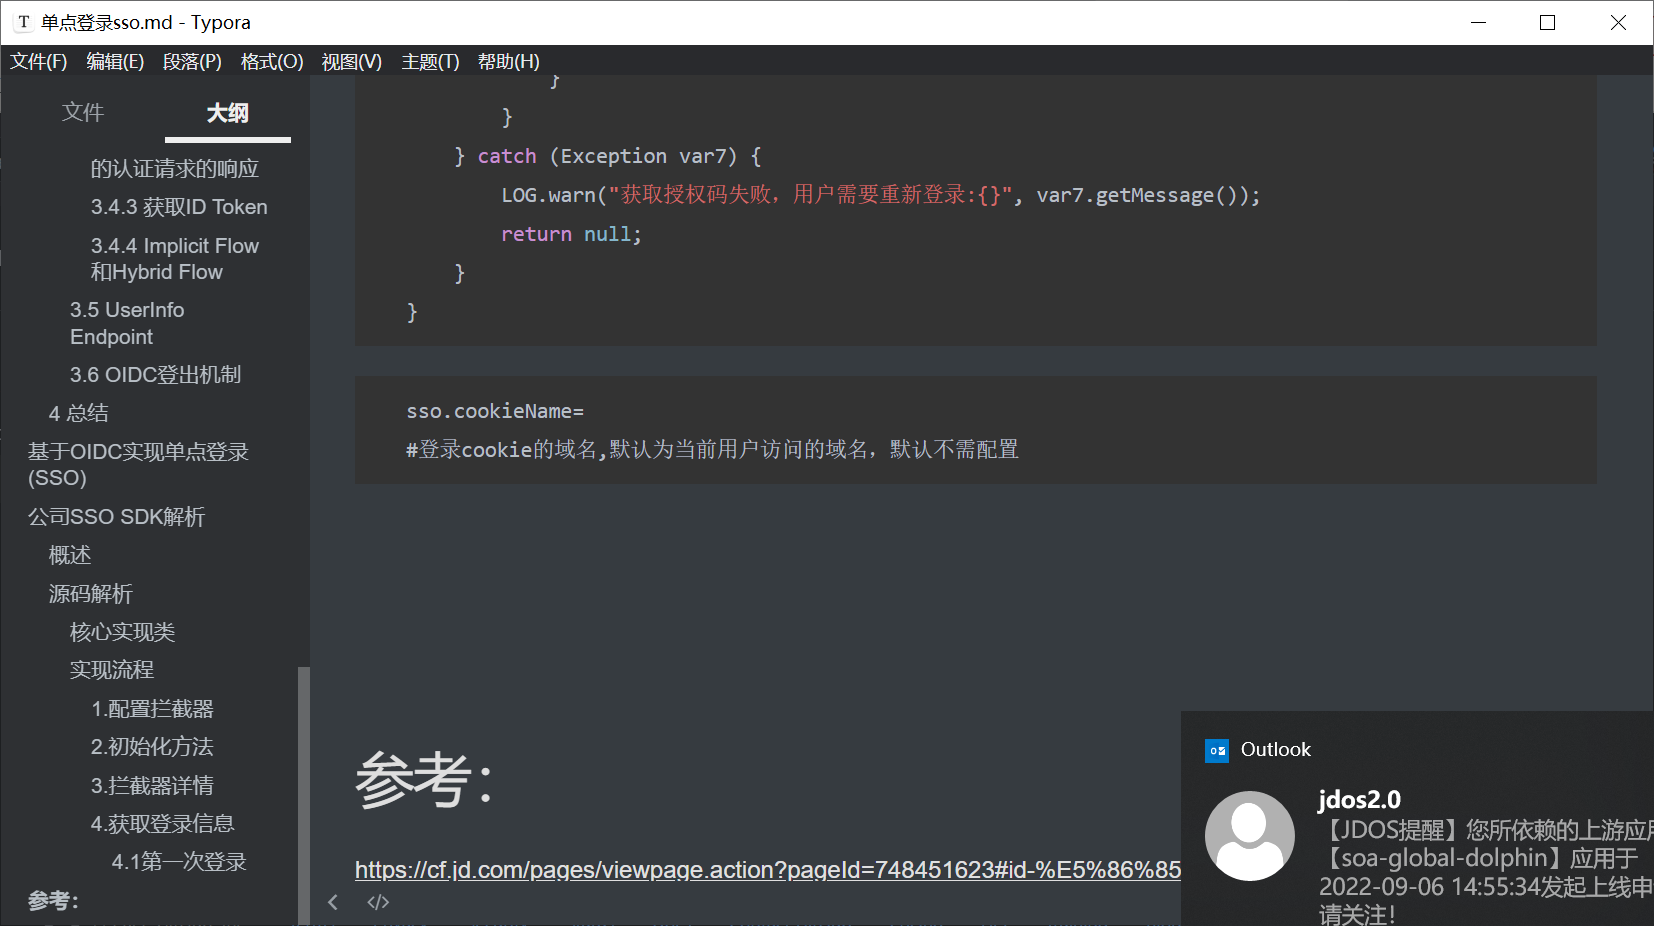 单点登录sso.md - Typora
文件(F) 编辑(E) 段落(P) 格式(O) 视图(V) 主题(T) 帮助(H)
文件 大纲
的认证请求的响应
3.4.3 获取ID Token
3.4.4 Implicit Flow
和Hybrid Flow
3.5 UserInfo
Endpoint
3.6 OIDC登出机制
4 总结
基于OIDC实现单点登录
(SSO)
公司SSO SDK解析
概述
源码解析
核心实现类
实现流程
1.配置拦截器
2.初始化方法
3.拦截器详情
4.获取登录信息
4.1第一次登录
参考：
}
}
} catch (Exception var7) {
LOG.warn("获取授权码失败，用户需要重新登录:{}", var7.getMessage());
return null;
}
}
sso.cookieName=
#登录cookie的域名,默认为当前用户访问的域名，默认不需配置
参考：
https://cf.jd.com/pages/viewpage.action?pageId=748451623#id-%E5%86%85
</>
Outlook
jdos2.0
【JDOS提醒】您所依赖的上游应
【soa-global-dolphin】应用于
2022-09-06 14:55:34发起上线申
请关注！